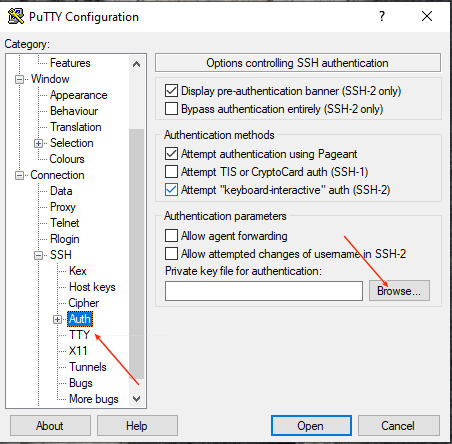 PuTTY Configuration
Category:
Features
Window
Appearance
Behaviour
Translation
Selection
Colours
Connection
Data
Proxy
Telnet
Rlogin
SSH
Kex
Host keys
Cipher
Auth
TTY
X11
Tunnels
Bugs
More bugs
Options controlling SSH authentication
Display pre-authentication banner (SSH-2 only)
Bypass authentication entirely (SSH-2 only)
Authentication methods
Attempt authentication using Pageant
Attempt TIS or CryptoCard auth (SSH-1)
Attempt "keyboard-interactive" auth (SSH-2)
Authentication parameters
Allow agent forwarding
Allow attempted changes of username in SSH-2
Private key file for authentication:
Browse...
About
Help
Open
Cancel